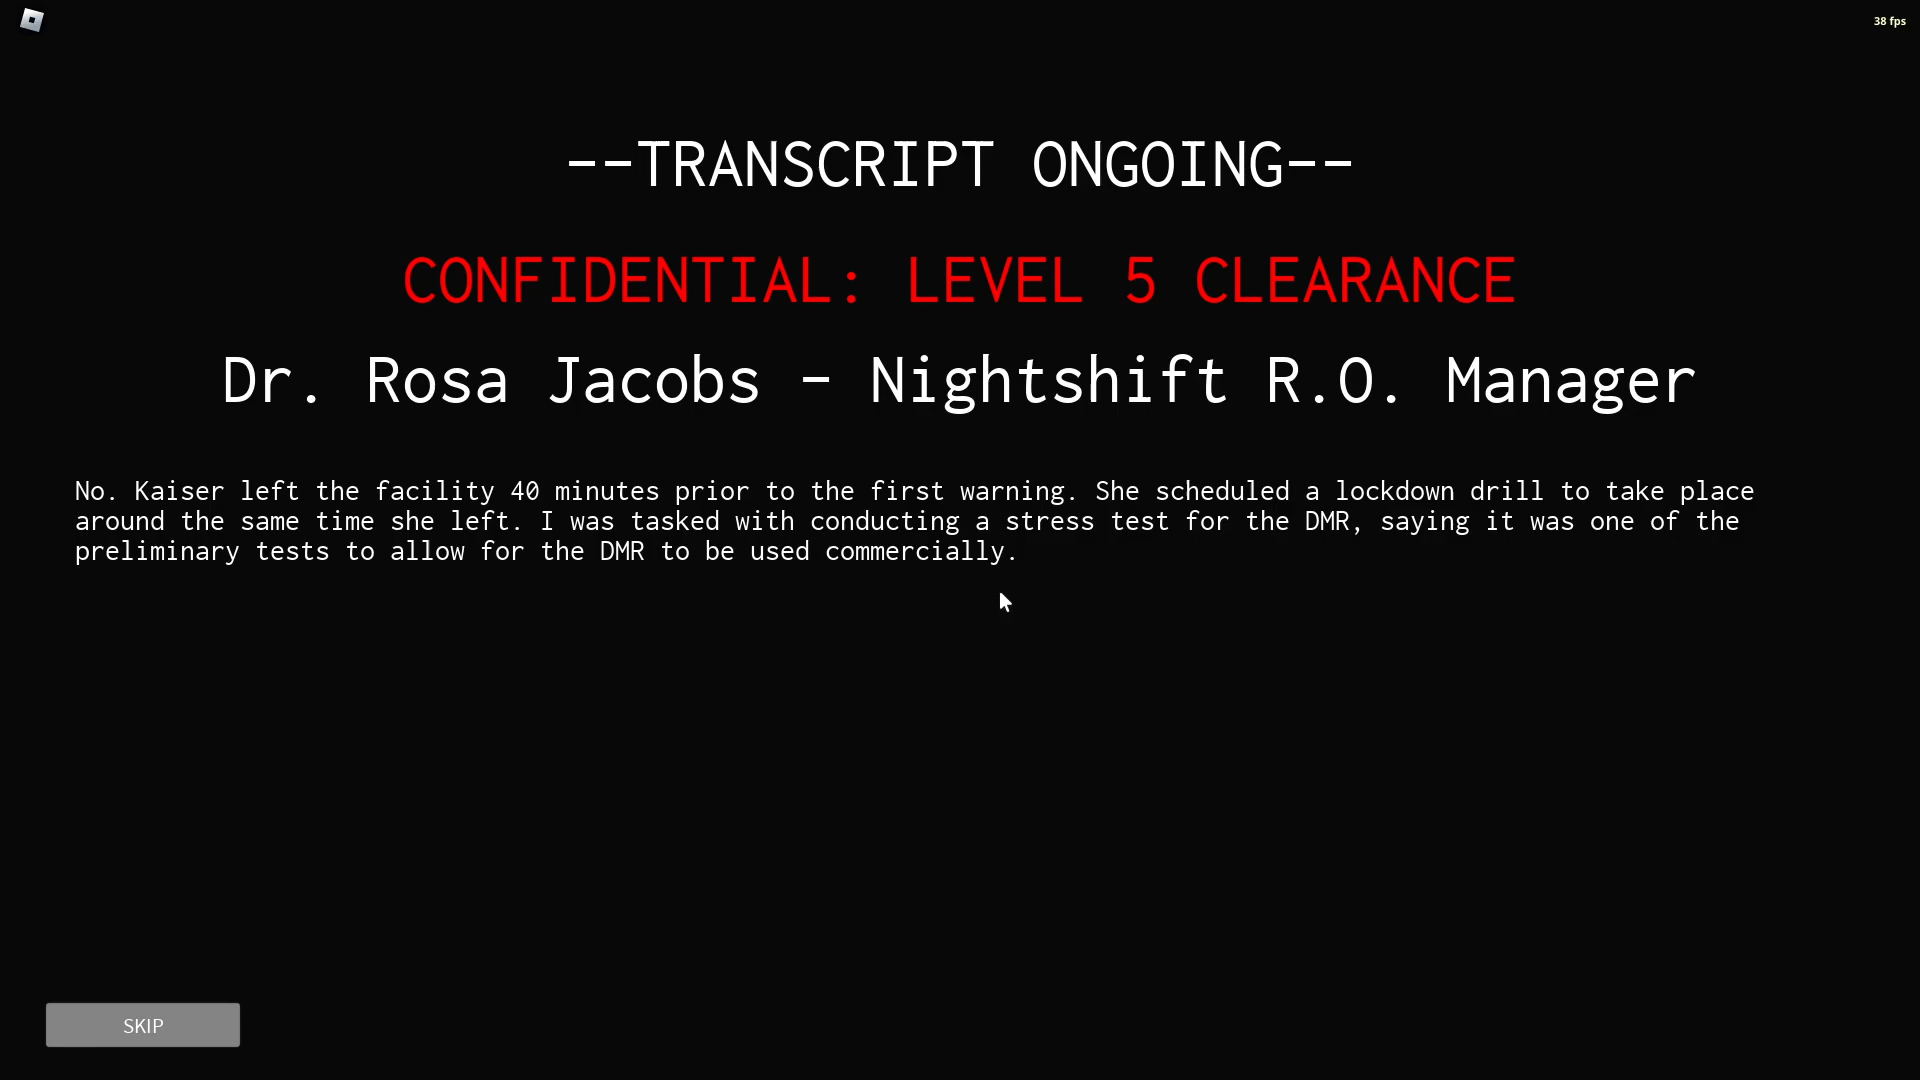 38 fps
--TRANSCRIPT ONGOING--
CONFIDENTIAL: LEVEL 5 CLEARANCE
Dr. Rosa Jacobs - Nightshift R.O. Manager
No. Kaiser left the facility 40 minutes prior to the first warning. She scheduled a lockdown drill to take place
around the same time she left. I was tasked with conducting a stress test for the DMR, saying it was one of the
preliminary tests to allow for the DMR to be used commercially.
SKIP